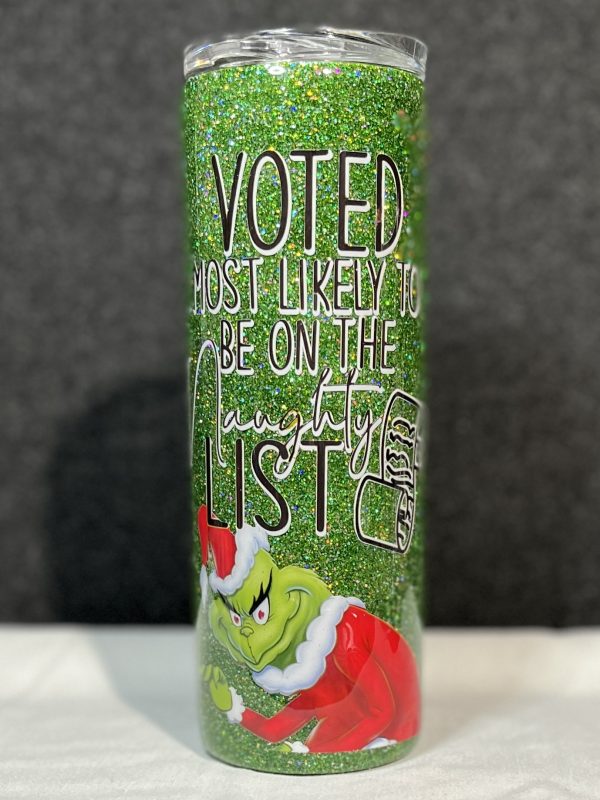 VOTED
MOST LIKELY TO
BE ON THE
Naughty
LIST